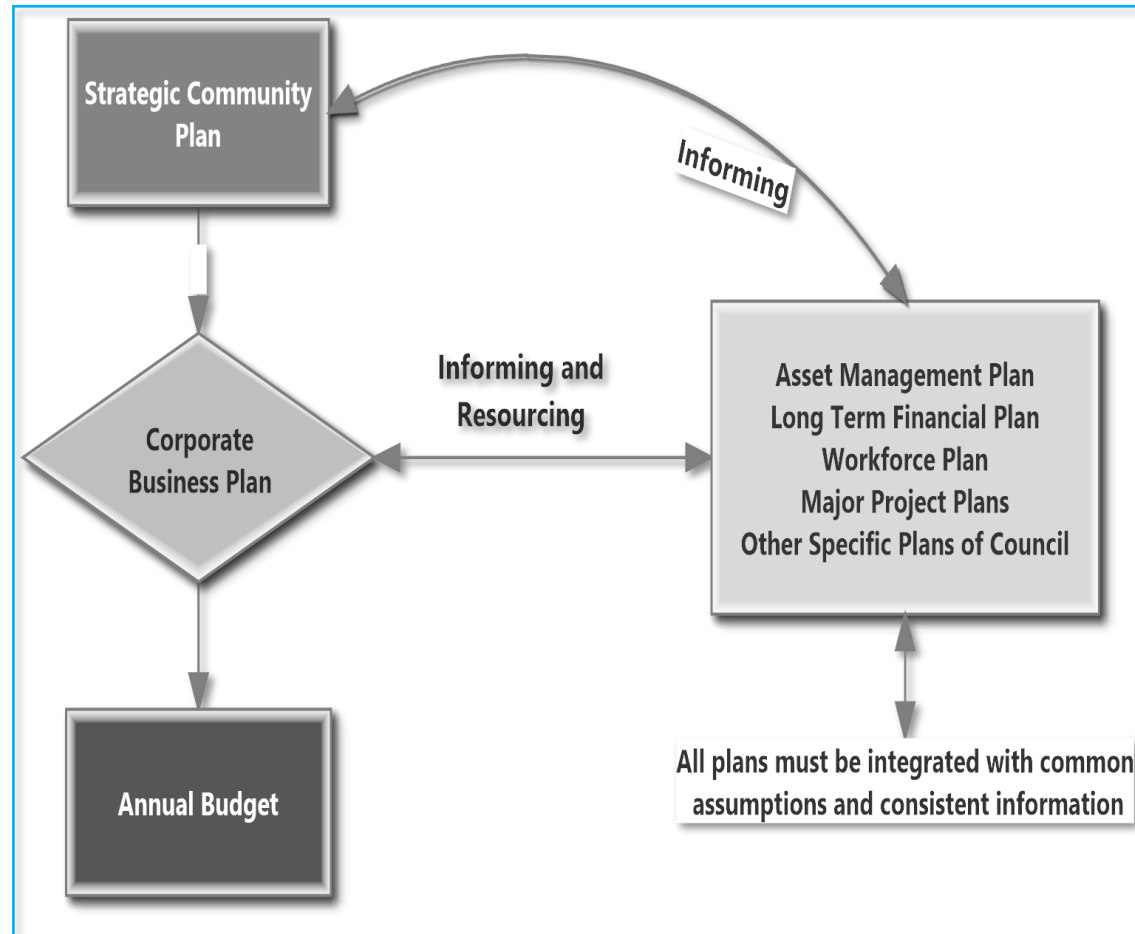 Strategic Community
Plan
Informing
Informing and
Resourcing
Corporate
Business Plan
Asset Management Plan
Long Term Financial Plan
Workforce Plan
Major Project Plans
Other Specific Plans of Council
All plans must be integrated with common
assumptions and consistent information
Annual Budget